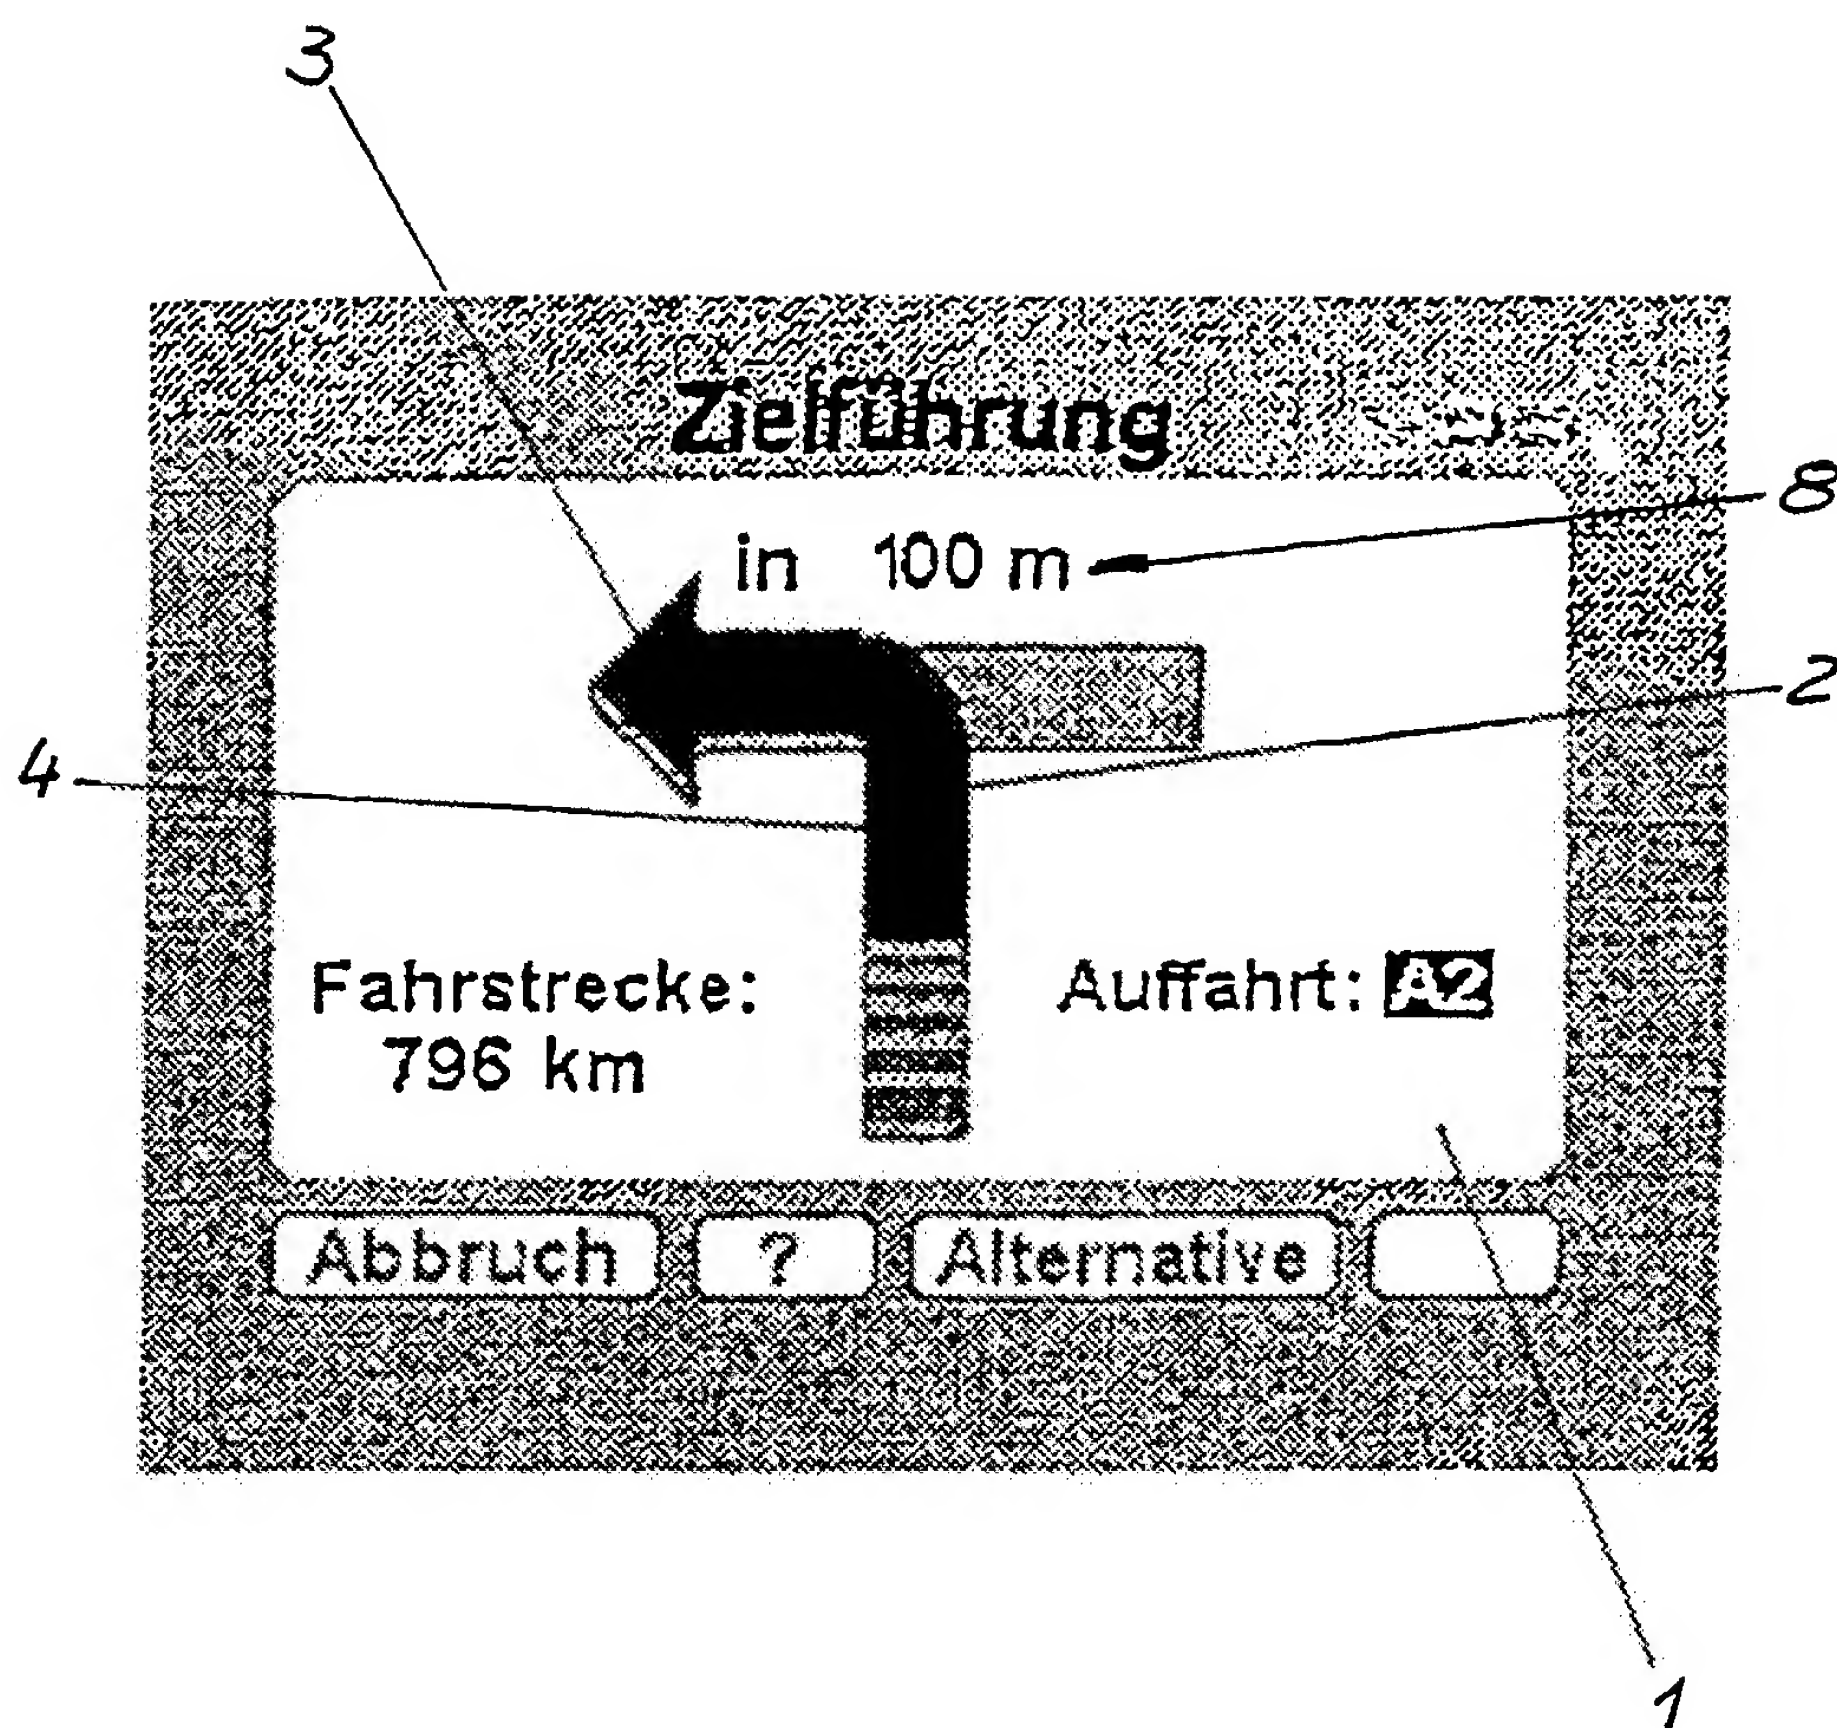 3
Zielführung
8
in 100 m
2
4
Fahrstrecke:
796 km
Auffahrt: A2
Abbruch
?
Alternative
1